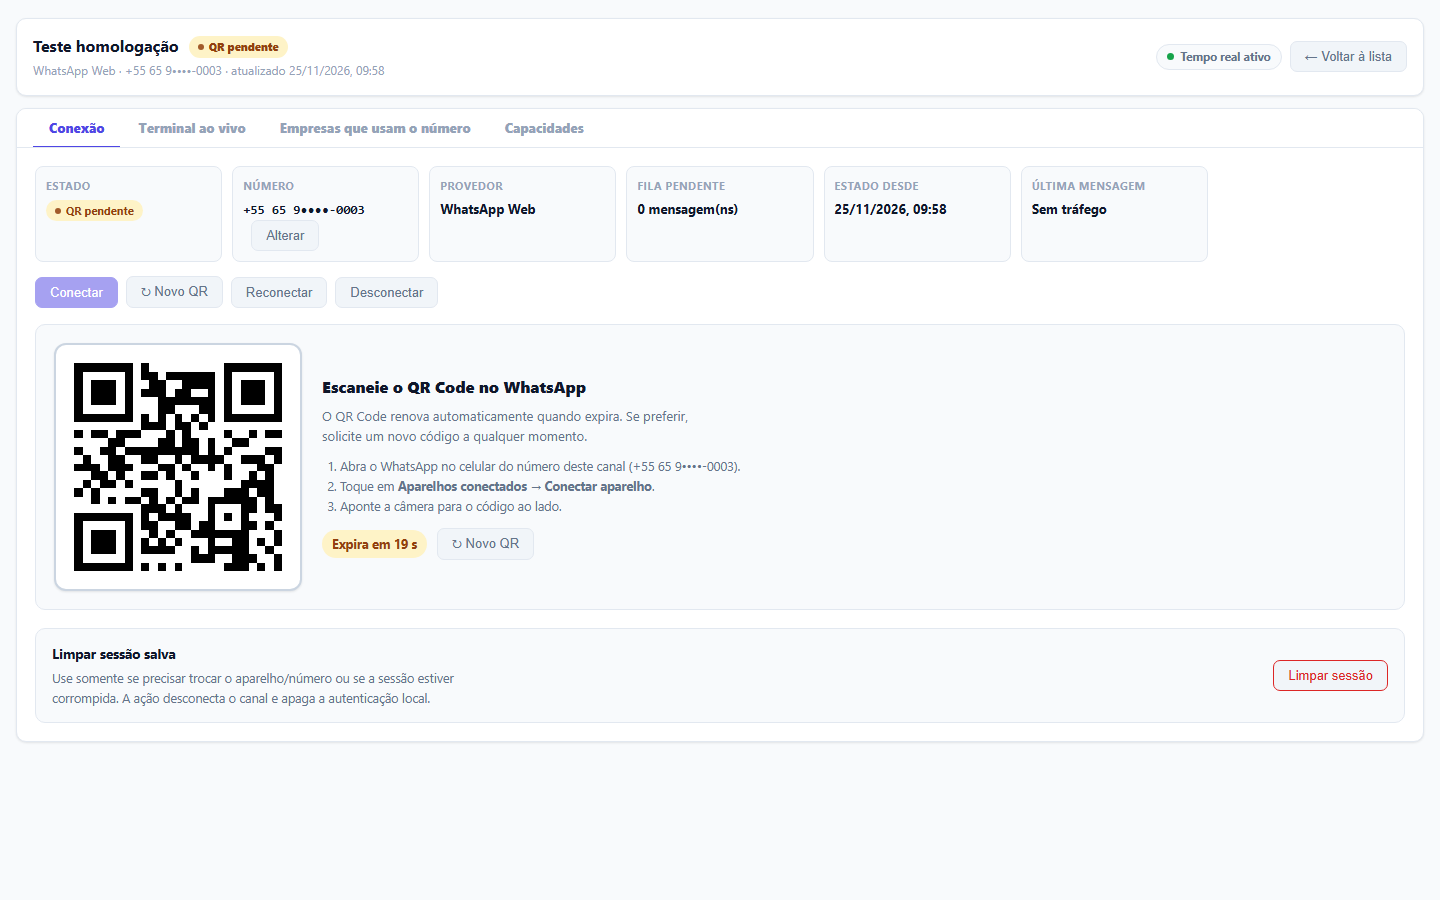 Teste homologação
QR pendente
WhatsApp Web · +55 65 9••••-0003 · atualizado 25/11/2026, 09:58
Tempo real ativo
← Voltar à lista
Conexão
Terminal ao vivo
Empresas que usam o número
Capacidades
ESTADO
QR pendente
NÚMERO
+55 65 9••••-0003
Alterar
PROVEDOR
WhatsApp Web
FILA PENDENTE
0 mensagem(ns)
ESTADO DESDE
25/11/2026, 09:58
ÚLTIMA MENSAGEM
Sem tráfego
Conectar
↻ Novo QR
Reconectar
Desconectar
Escaneie o QR Code no WhatsApp
O QR Code renova automaticamente quando expira. Se preferir,
solicite um novo código a qualquer momento.
1. Abra o WhatsApp no celular do número deste canal (+55 65 9••••-0003).
2. Toque em Aparelhos conectados → Conectar aparelho.
3. Aponte a câmera para o código ao lado.
Expira em 19 s
↻ Novo QR
Limpar sessão salva
Use somente se precisar trocar o aparelho/número ou se a sessão estiver
corrompida. A ação desconecta o canal e apaga a autenticação local.
Limpar sessão